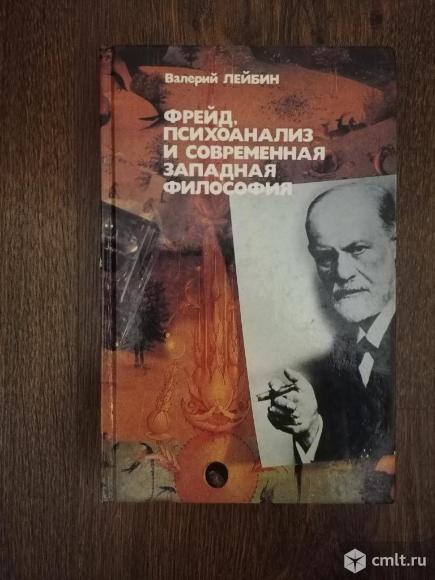 Валерий ЛЕЙБИН
ФРЕЙД,
ПСИХОАНАЛИЗ
И СОВРЕМЕННАЯ
ЗАПАДНАЯ
ФИЛОСОФИЯ
cmlt.ru